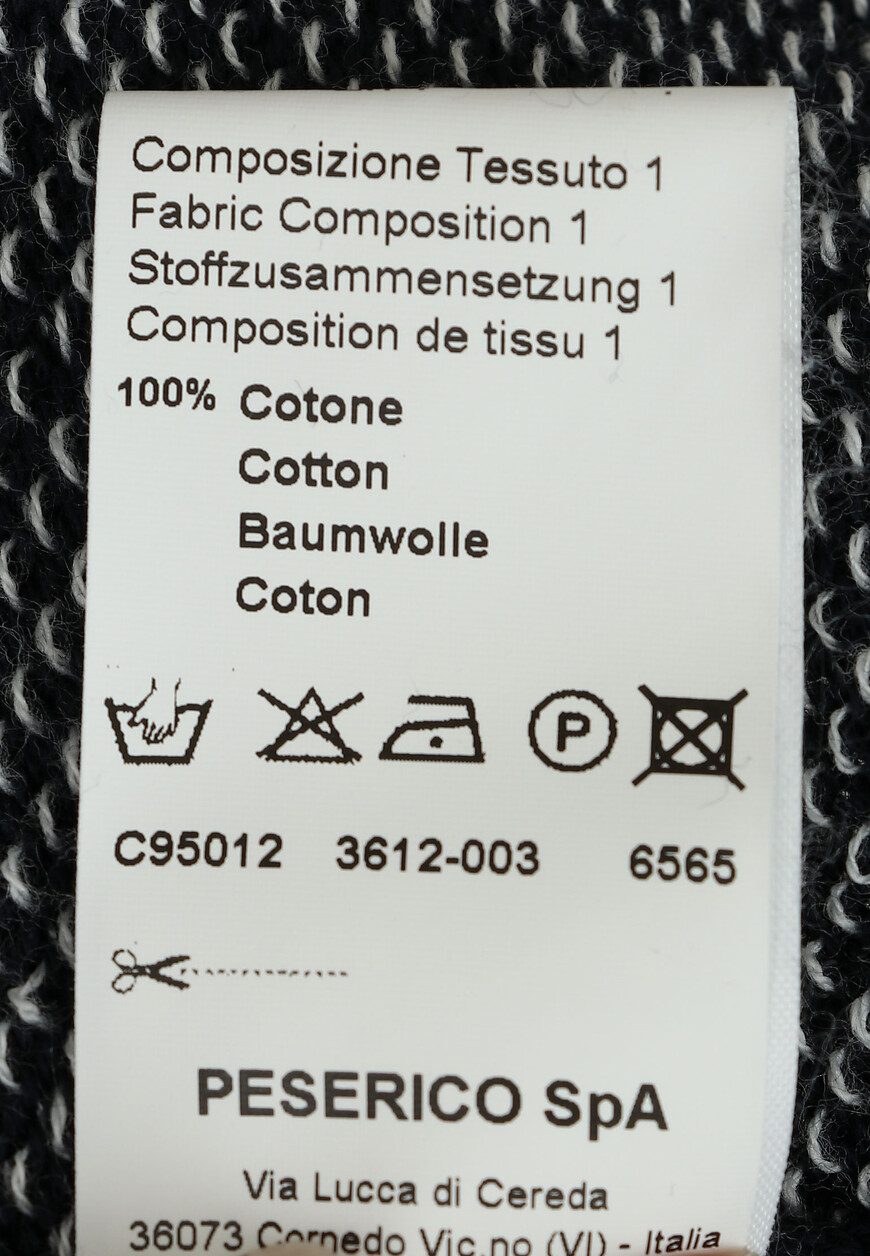 Composizione Tessuto 1
Fabric Composition 1
Stoffzusammensetzung 1
Composition de tissu 1
100% Cotone
Cotton
Baumwolle
Coton
P
C95012 3612-003 6565
PESERICO SpA
Via Lucca di Cereda
36073 Cornedo Vic.no (VI) - Italia